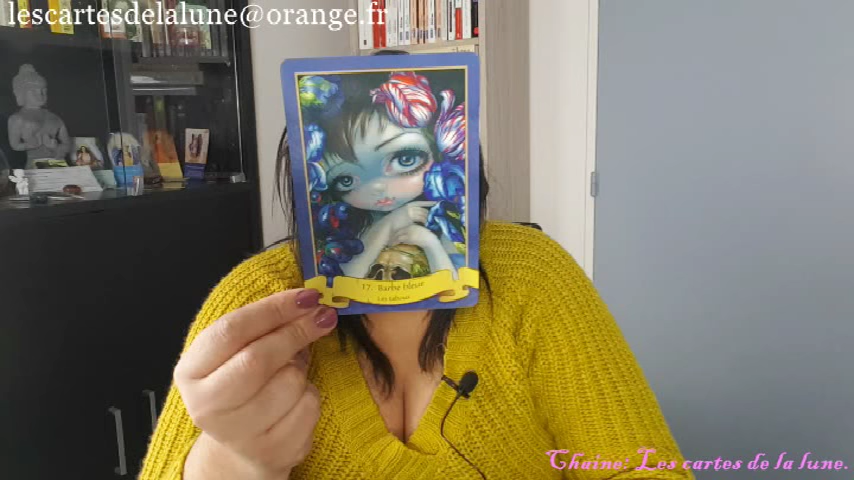 lescartesdelalune@orange.fr
17. Barbe bleue
Chaine: Les cartes de la lune.